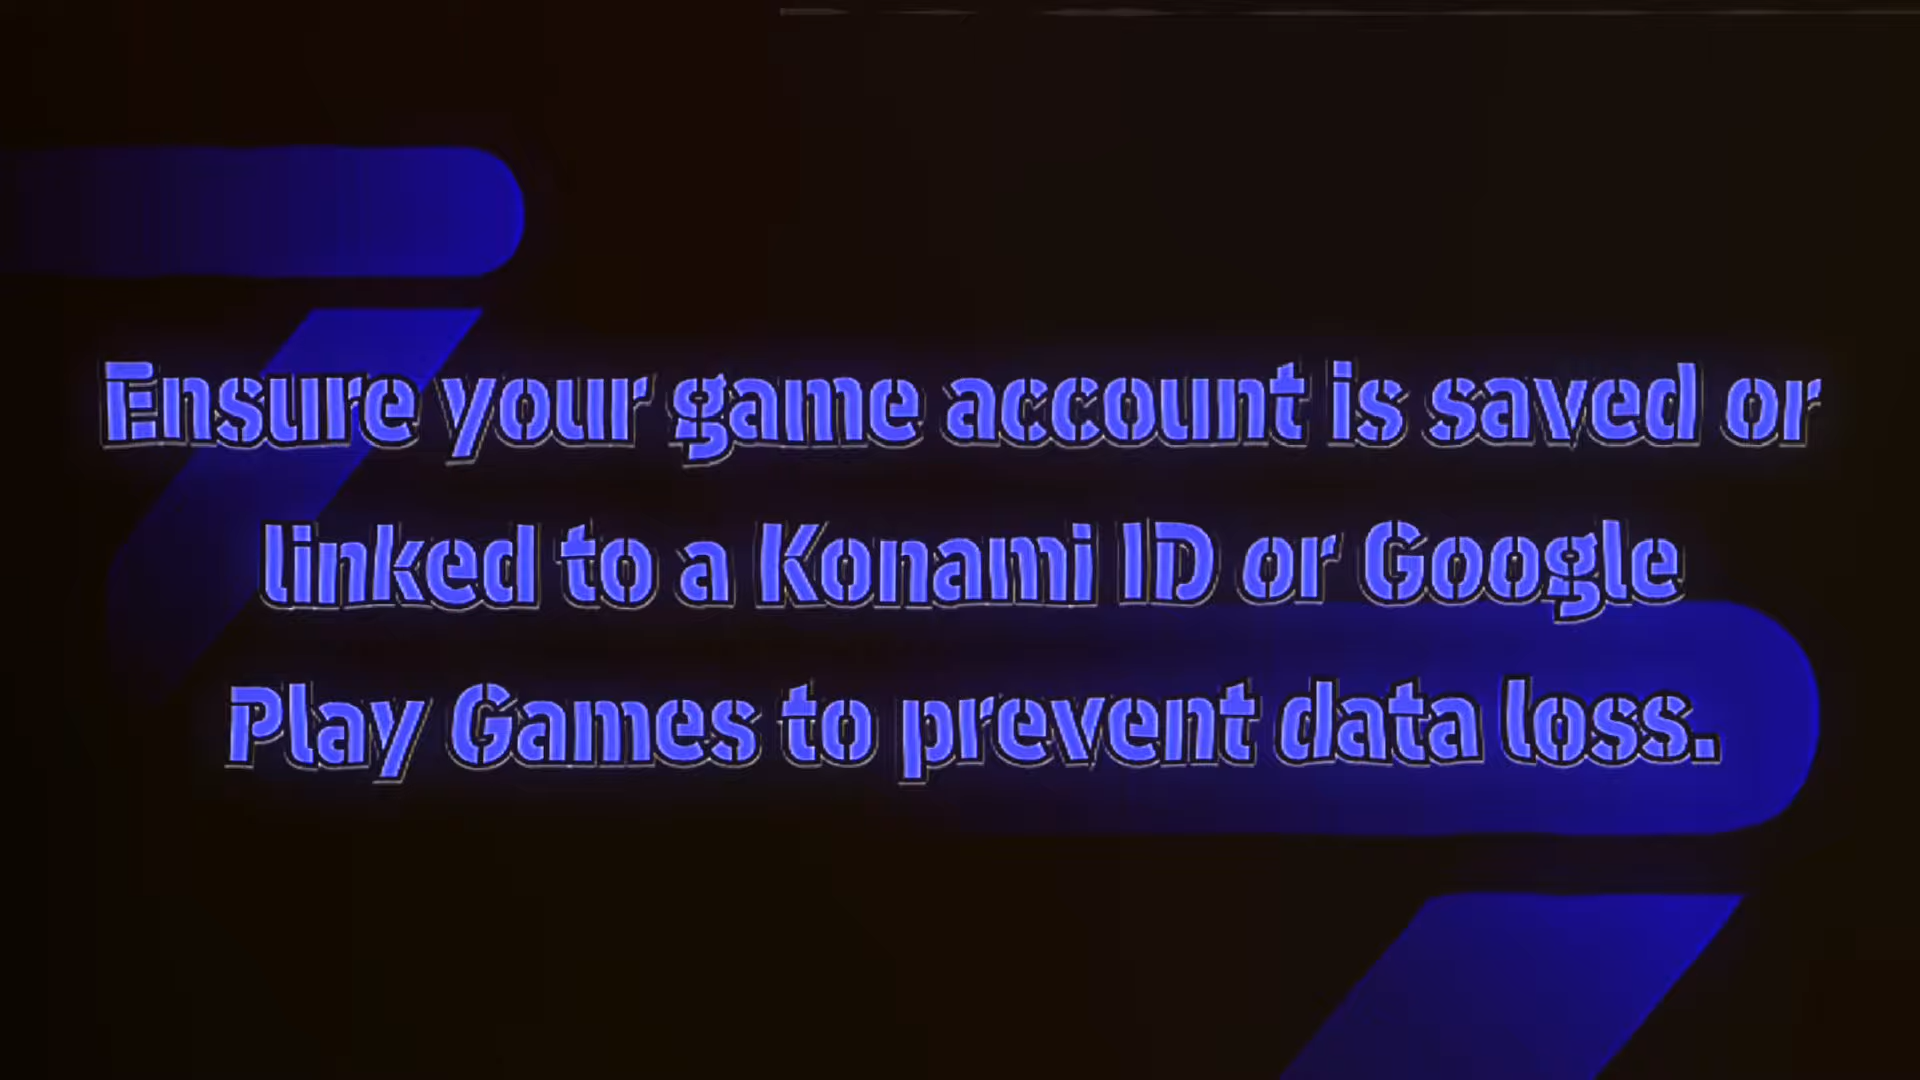 Ensure your game account is saved or
linked to a Konami ID or Google
Play Games to prevent data loss.